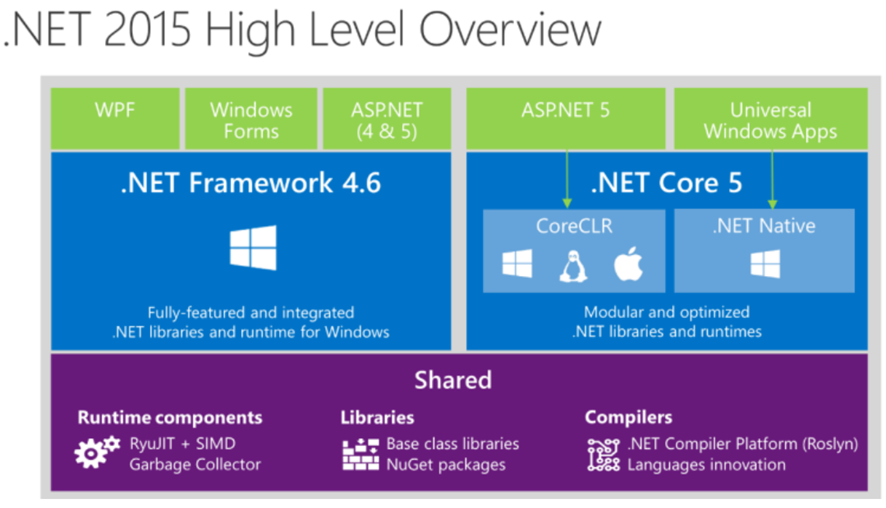 .NET 2015 High Level Overview
WPF
Windows
Forms
ASP.NET
(4 & 5)
ASP.NET 5
Universal
Windows Apps
.NET Framework 4.6
Fully-featured and integrated
.NET libraries and runtime for Windows
.NET Core 5
CoreCLR
.NET Native
Modular and optimized
.NET libraries and runtimes
Shared
Runtime components
RyuJIT + SIMD
Garbage Collector
Libraries
Base class libraries
NuGet packages
Compilers
.NET Compiler Platform (Roslyn)
Languages innovation